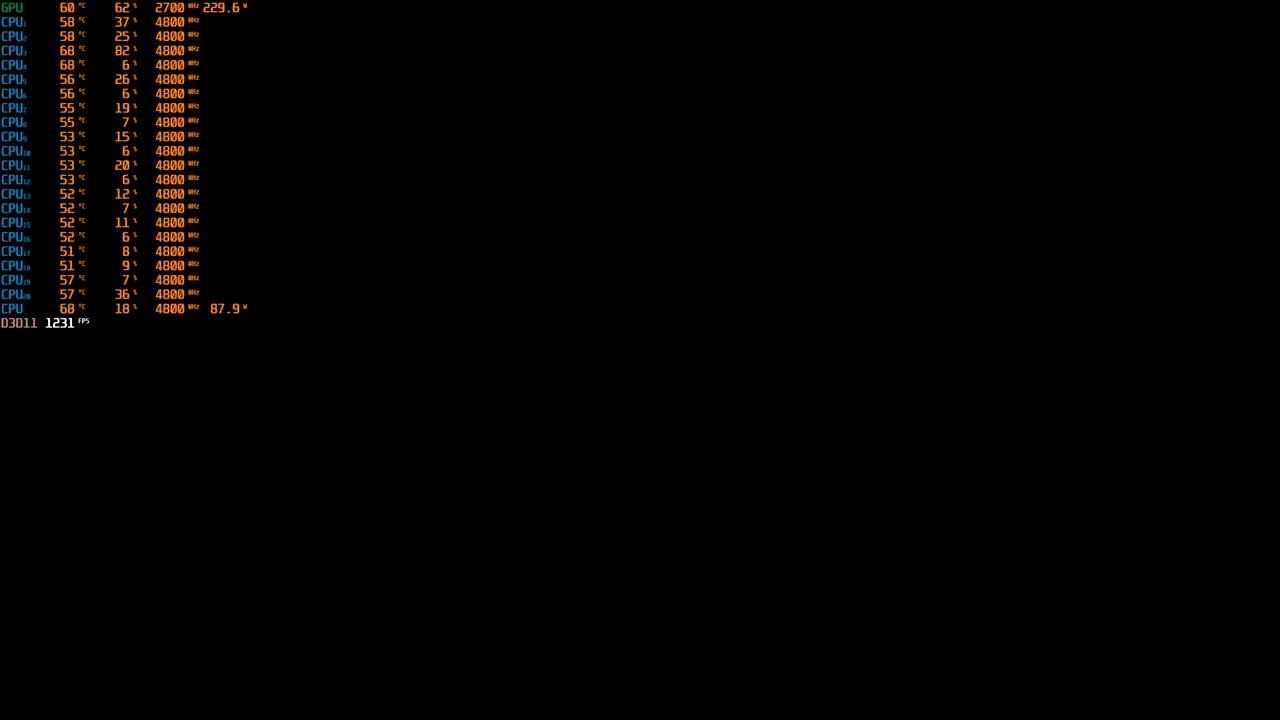 GPU 60 °C 62 % 2700 MHz 229.6 W
CPU1 58 °C 37 % 4800 MHz
CPU2 58 °C 25 % 4800 MHz
CPU3 68 °C 82 % 4800 MHz
CPU4 68 °C 6 % 4800 MHz
CPU5 56 °C 26 % 4800 MHz
CPU6 56 °C 6 % 4800 MHz
CPU7 55 °C 19 % 4800 MHz
CPU8 55 °C 7 % 4800 MHz
CPU9 53 °C 15 % 4800 MHz
CPU10 53 °C 6 % 4800 MHz
CPU11 53 °C 20 % 4800 MHz
CPU12 53 °C 6 % 4800 MHz
CPU13 52 °C 12 % 4800 MHz
CPU14 52 °C 7 % 4800 MHz
CPU15 52 °C 11 % 4800 MHz
CPU16 52 °C 6 % 4800 MHz
CPU17 51 °C 8 % 4800 MHz
CPU18 51 °C 9 % 4800 MHz
CPU19 57 °C 7 % 4800 MHz
CPU20 57 °C 36 % 4800 MHz
CPU 68 °C 18 % 4800 MHz 87.9 W
D3D11 1231 FPS